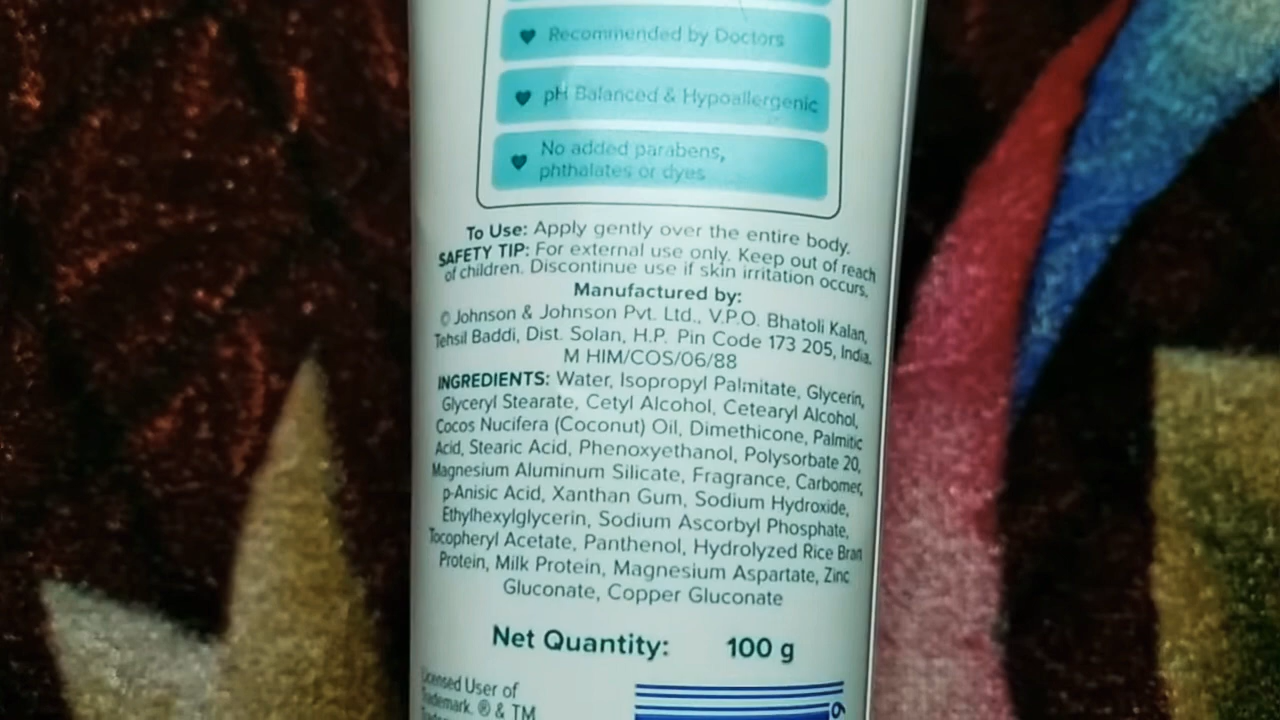 Recommended by Doctors
pH Balanced & Hypoallergenic
No added parabens,
phthalates or dyes
To Use: Apply gently over the entire body.
SAFETY TIP: For external use only. Keep out of reach
of children. Discontinue use if skin irritation occurs.
Manufactured by:
© Johnson & Johnson Pvt. Ltd., V.P.O. Bhatoli Kalan,
Tehsil Baddi, Dist. Solan, H.P. Pin Code 173 205, India.
M HIM/COS/06/88
INGREDIENTS: Water, Isopropyl Palmitate, Glycerin,
Glyceryl Stearate, Cetyl Alcohol, Cetearyl Alcohol,
Cocos Nucifera (Coconut) Oil, Dimethicone, Palmitic
Acid, Stearic Acid, Phenoxyethanol, Polysorbate 20,
Magnesium Aluminum Silicate, Fragrance, Carbomer,
p-Anisic Acid, Xanthan Gum, Sodium Hydroxide,
Ethylhexylglycerin, Sodium Ascorbyl Phosphate,
Tocopheryl Acetate, Panthenol, Hydrolyzed Rice Bran
Protein, Milk Protein, Magnesium Aspartate, Zinc
Gluconate, Copper Gluconate
Net Quantity: 100 g
Licensed User of
Trademark. ® & TM